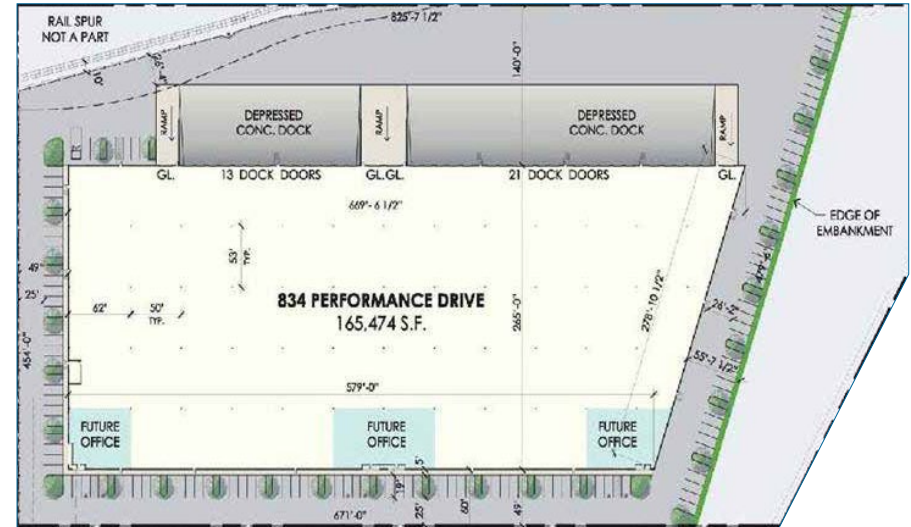 RAIL SPUR
NOT A PART
825'-7 1/2"
140'-0"
10'
RAMP
DEPRESSED
CONC. DOCK
RAMP
DEPRESSED
CONC. DOCK
RAMP
GL.
13 DOCK DOORS
GL.GL.
21 DOCK DOORS
GL.
669'-6 1/2"
EDGE OF
EMBANKMENT
53'
TYP.
49'
25'
62'
50'
TYP.
834 PERFORMANCE DRIVE
165,474 S.F.
265'-0"
278'-10 1/2"
26'-2"
55'-7 1/2"
454'-0"
579'-0"
FUTURE
OFFICE
FUTURE
OFFICE
FUTURE
OFFICE
5'
19'
25'
60'
49'
671'-0"